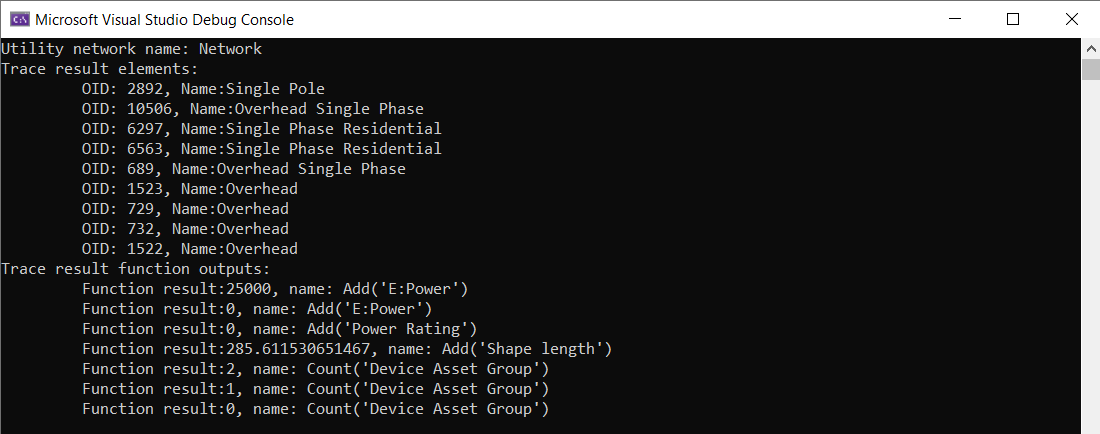 Microsoft Visual Studio Debug Console
Utility network name: Network
Trace result elements:
OID: 2892, Name:Single Pole
OID: 10506, Name:Overhead Single Phase
OID: 6297, Name:Single Phase Residential
OID: 6563, Name:Single Phase Residential
OID: 689, Name:Overhead Single Phase
OID: 1523, Name:Overhead
OID: 729, Name:Overhead
OID: 732, Name:Overhead
OID: 1522, Name:Overhead
Trace result function outputs:
Function result:25000, name: Add('E:Power')
Function result:0, name: Add('E:Power')
Function result:0, name: Add('Power Rating')
Function result:285.611530651467, name: Add('Shape length')
Function result:2, name: Count('Device Asset Group')
Function result:1, name: Count('Device Asset Group')
Function result:0, name: Count('Device Asset Group')